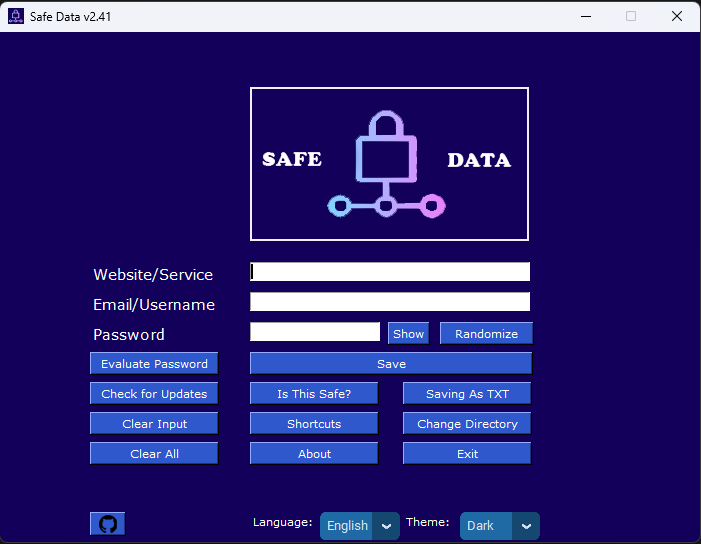 Safe Data v2.41
SAFE DATA
Website/Service
Email/Username
Password Show Randomize
Evaluate Password Save
Check for Updates Is This Safe? Saving As TXT
Clear Input Shortcuts Change Directory
Clear All About Exit
Language: English Theme: Dark